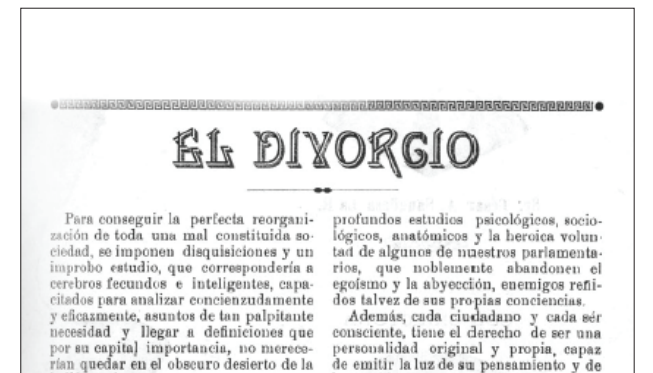 EL DIVORCIO
Para conseguir la perfecta reorgani-
zación de toda una mal constituida so-
ciedad, se imponen disquisiciones y un
improbo estudio, que correspondería a
cerebros fecundos e inteligentes, capa-
citados para analizar concienzudamente
y eficazmente, asuntos de tan palpitante
necesidad y llegar a definiciones que
por su capital importancia, no merece-
rían quedar en el obscuro desierto de la
profundos estudios psicológicos, socio-
lógicos, anatómicos y la heroica volun-
tad de algunos de nuestros parlamenta-
rios, que noblemente abandonen el
egoísmo y la abyección, enemigos reñi-
dos talvez de sus propias conciencias.
Además, cada ciudadano y cada sér
consciente, tiene el derecho de ser una
personalidad original y propia, capaz
de emitir la luz de su pensamiento y de